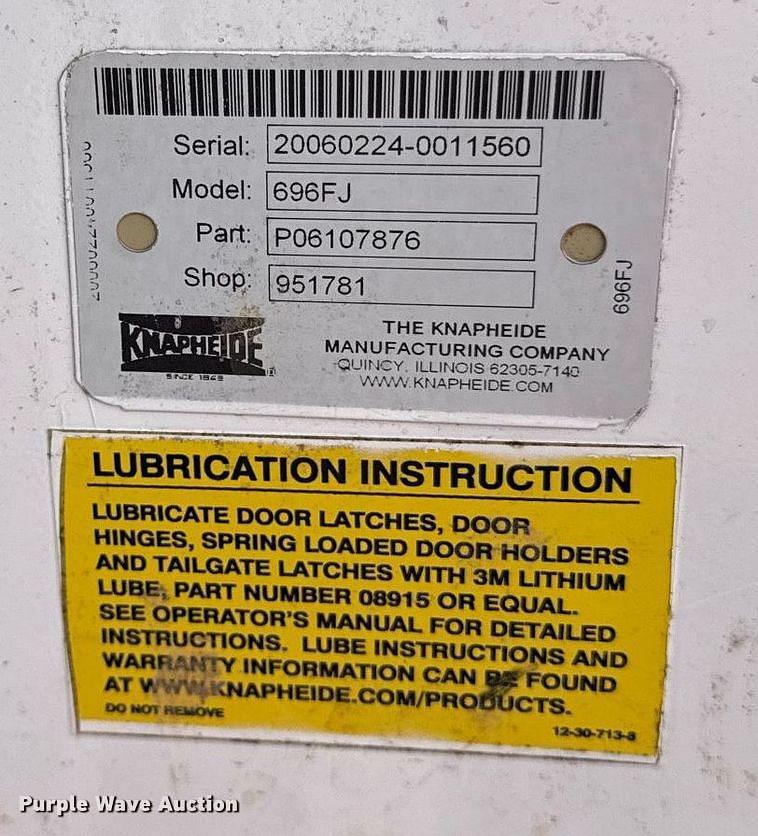 Serial: 20060224-0011560
Model: 696FJ
Part: P06107876
Shop: 951781
696FJ
KNAPHEIDE
SINCE 1848
THE KNAPHEIDE
MANUFACTURING COMPANY
QUINCY, ILLINOIS 62305-7140
WWW.KNAPHEIDE.COM
LUBRICATION INSTRUCTION
LUBRICATE DOOR LATCHES, DOOR
HINGES, SPRING LOADED DOOR HOLDERS
AND TAILGATE LATCHES WITH 3M LITHIUM
LUBE, PART NUMBER 08915 OR EQUAL.
SEE OPERATOR'S MANUAL FOR DETAILED
INSTRUCTIONS. LUBE INSTRUCTIONS AND
WARRANTY INFORMATION CAN BE FOUND
AT WWW.KNAPHEIDE.COM/PRODUCTS.
DO NOT REMOVE
12-30-713-8
Purple Wave Auction